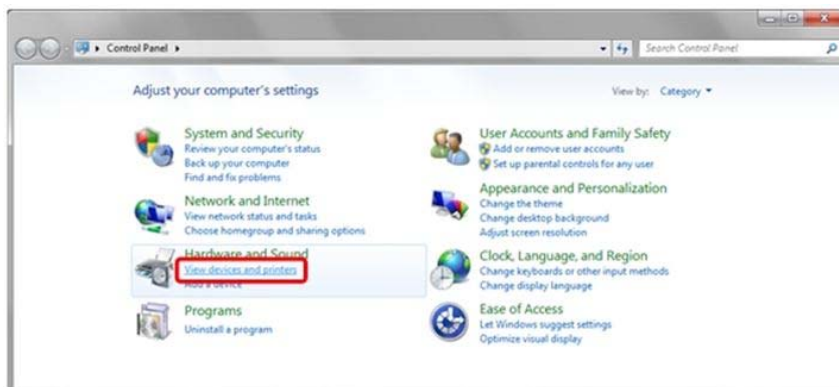 Control Panel
Search Control Panel
Adjust your computer's settings
View by: Category
System and Security
Review your computer's status
Back up your computer
Find and fix problems
Network and Internet
View network status and tasks
Choose homegroup and sharing options
Hardware and Sound
View devices and printers
Add a device
Programs
Uninstall a program
User Accounts and Family Safety
Add or remove user accounts
Set up parental controls for any user
Appearance and Personalization
Change the theme
Change desktop background
Adjust screen resolution
Clock, Language, and Region
Change keyboards or other input methods
Change display language
Ease of Access
Let Windows suggest settings
Optimize visual display